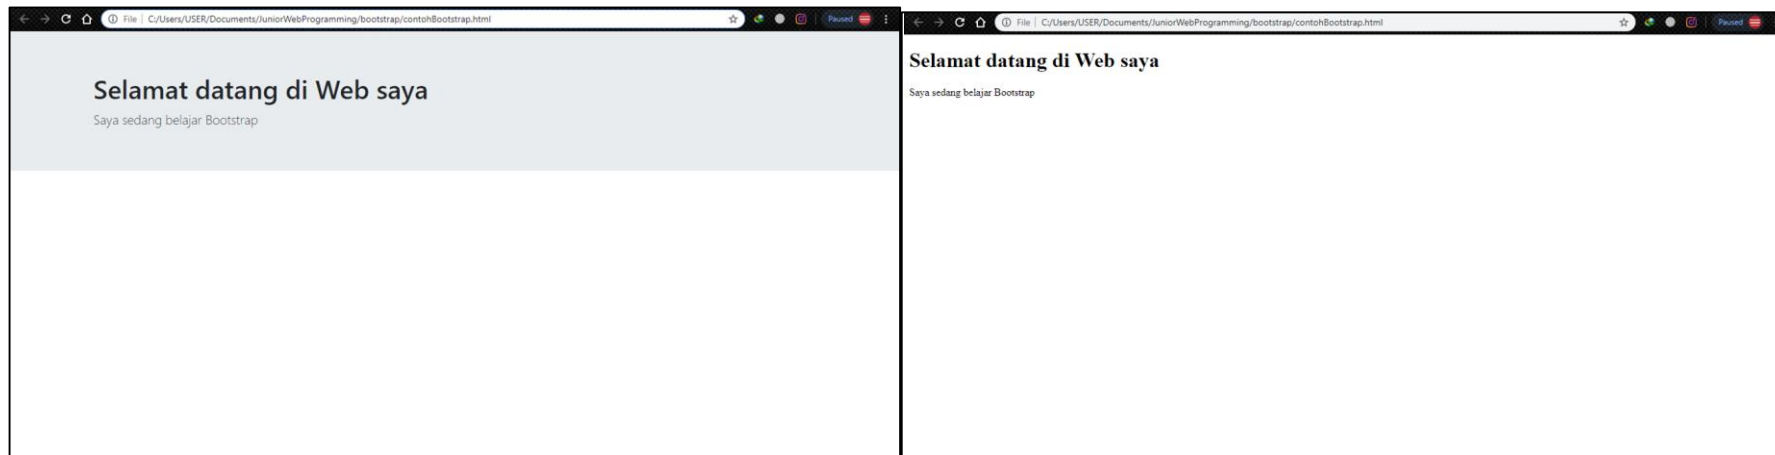 File | C:/Users/USER/Documents/JuniorWebProgramming/bootstrap/contohBootstrap.html
Paused
Selamat datang di Web saya
Saya sedang belajar Bootstrap
File | C:/Users/USER/Documents/JuniorWebProgramming/bootstrap/contohBootstrap.html
Paused
Selamat datang di Web saya
Saya sedang belajar Bootstrap